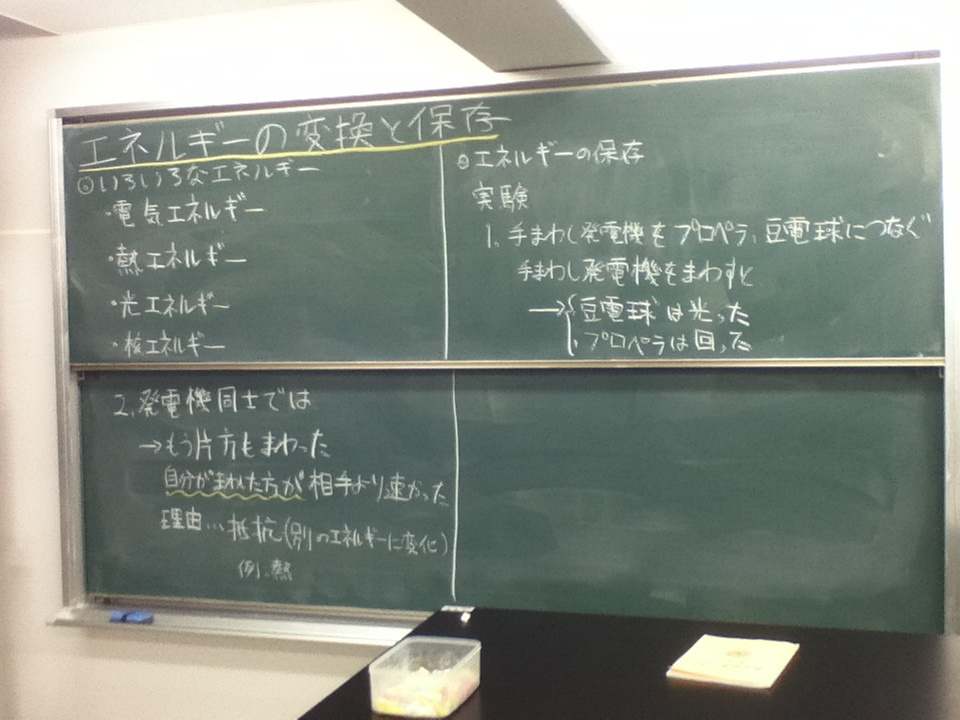 エネルギーの変換と保存
◎いろいろなエネルギー
・電気エネルギー
・熱エネルギー
・光エネルギー
・核エネルギー
◎エネルギーの保存
実験
1. 手まわし発電機をプロペラ、豆電球につなぐ
手まわし発電機をまわすと
→・豆電球は光った
・プロペラは回った
2. 発電機同士では
→もう片方もまわった
自分がまわした方が相手より速かった
理由…抵抗(別のエネルギーに変化)
例. 熱